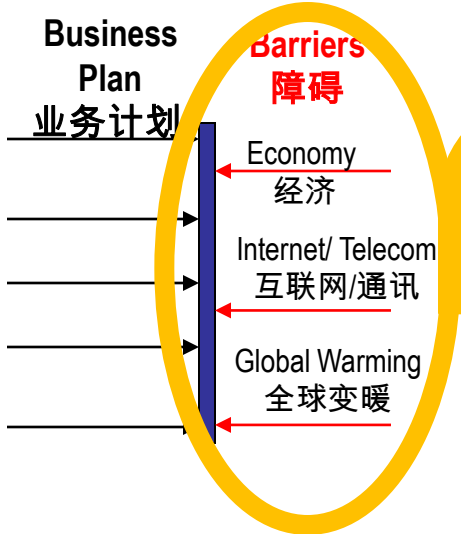 Business
Plan
业务计划
Barriers
障碍
Economy
经济
Internet/ Telecom
互联网/通讯
Global Warming
全球变暖